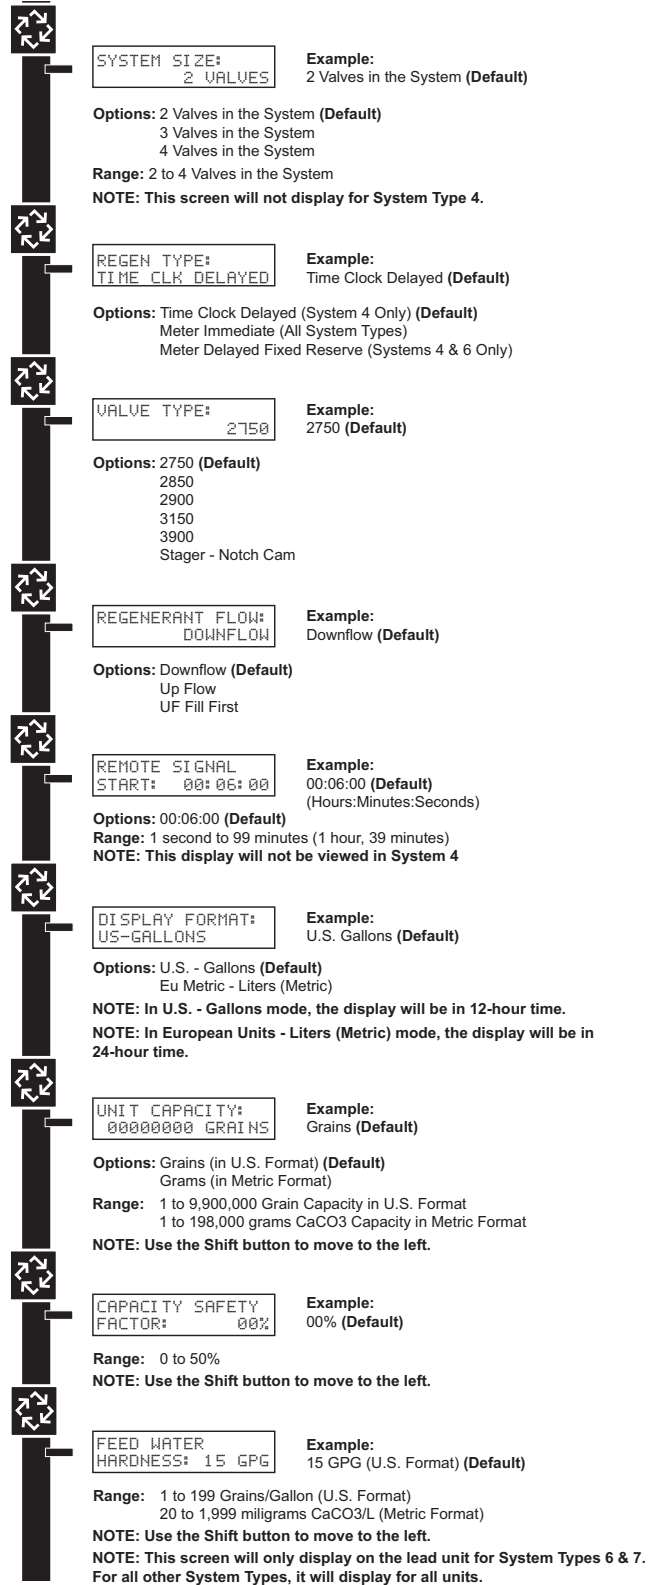 SYSTEM SIZE:
2 VALVES
Example:
2 Valves in the System (Default)
Options: 2 Valves in the System (Default)
3 Valves in the System
4 Valves in the System
Range: 2 to 4 Valves in the System
NOTE: This screen will not display for System Type 4.
REGEN TYPE:
TIME CLK DELAYED
Example:
Time Clock Delayed (Default)
Options: Time Clock Delayed (System 4 Only) (Default)
Meter Immediate (All System Types)
Meter Delayed Fixed Reserve (Systems 4 & 6 Only)
VALVE TYPE:
2750
Example:
2750 (Default)
Options: 2750 (Default)
2850
2900
3150
3900
Stager - Notch Cam
REGENERANT FLOW:
DOWNFLOW
Example:
Downflow (Default)
Options: Downflow (Default)
Up Flow
UF Fill First
REMOTE SIGNAL
START: 00:06:00
Example:
00:06:00 (Default)
(Hours:Minutes:Seconds)
Options: 00:06:00 (Default)
Range: 1 second to 99 minutes (1 hour, 39 minutes)
NOTE: This display will not be viewed in System 4
DISPLAY FORMAT:
US-GALLONS
Example:
U.S. Gallons (Default)
Options: U.S. - Gallons (Default)
Eu Metric - Liters (Metric)
NOTE: In U.S. - Gallons mode, the display will be in 12-hour time.
NOTE: In European Units - Liters (Metric) mode, the display will be in
24-hour time.
UNIT CAPACITY:
00000000 GRAINS
Example:
Grains (Default)
Options: Grains (in U.S. Format) (Default)
Grams (in Metric Format)
Range: 1 to 9,900,000 Grain Capacity in U.S. Format
1 to 198,000 grams CaCO3 Capacity in Metric Format
NOTE: Use the Shift button to move to the left.
CAPACITY SAFETY
FACTOR: 00%
Example:
00% (Default)
Range: 0 to 50%
NOTE: Use the Shift button to move to the left.
FEED WATER
HARDNESS: 15 GPG
Example:
15 GPG (U.S. Format) (Default)
Range: 1 to 199 Grains/Gallon (U.S. Format)
20 to 1,999 miligrams CaCO3/L (Metric Format)
NOTE: Use the Shift button to move to the left.
NOTE: This screen will only display on the lead unit for System Types 6 & 7.
For all other System Types, it will display for all units.